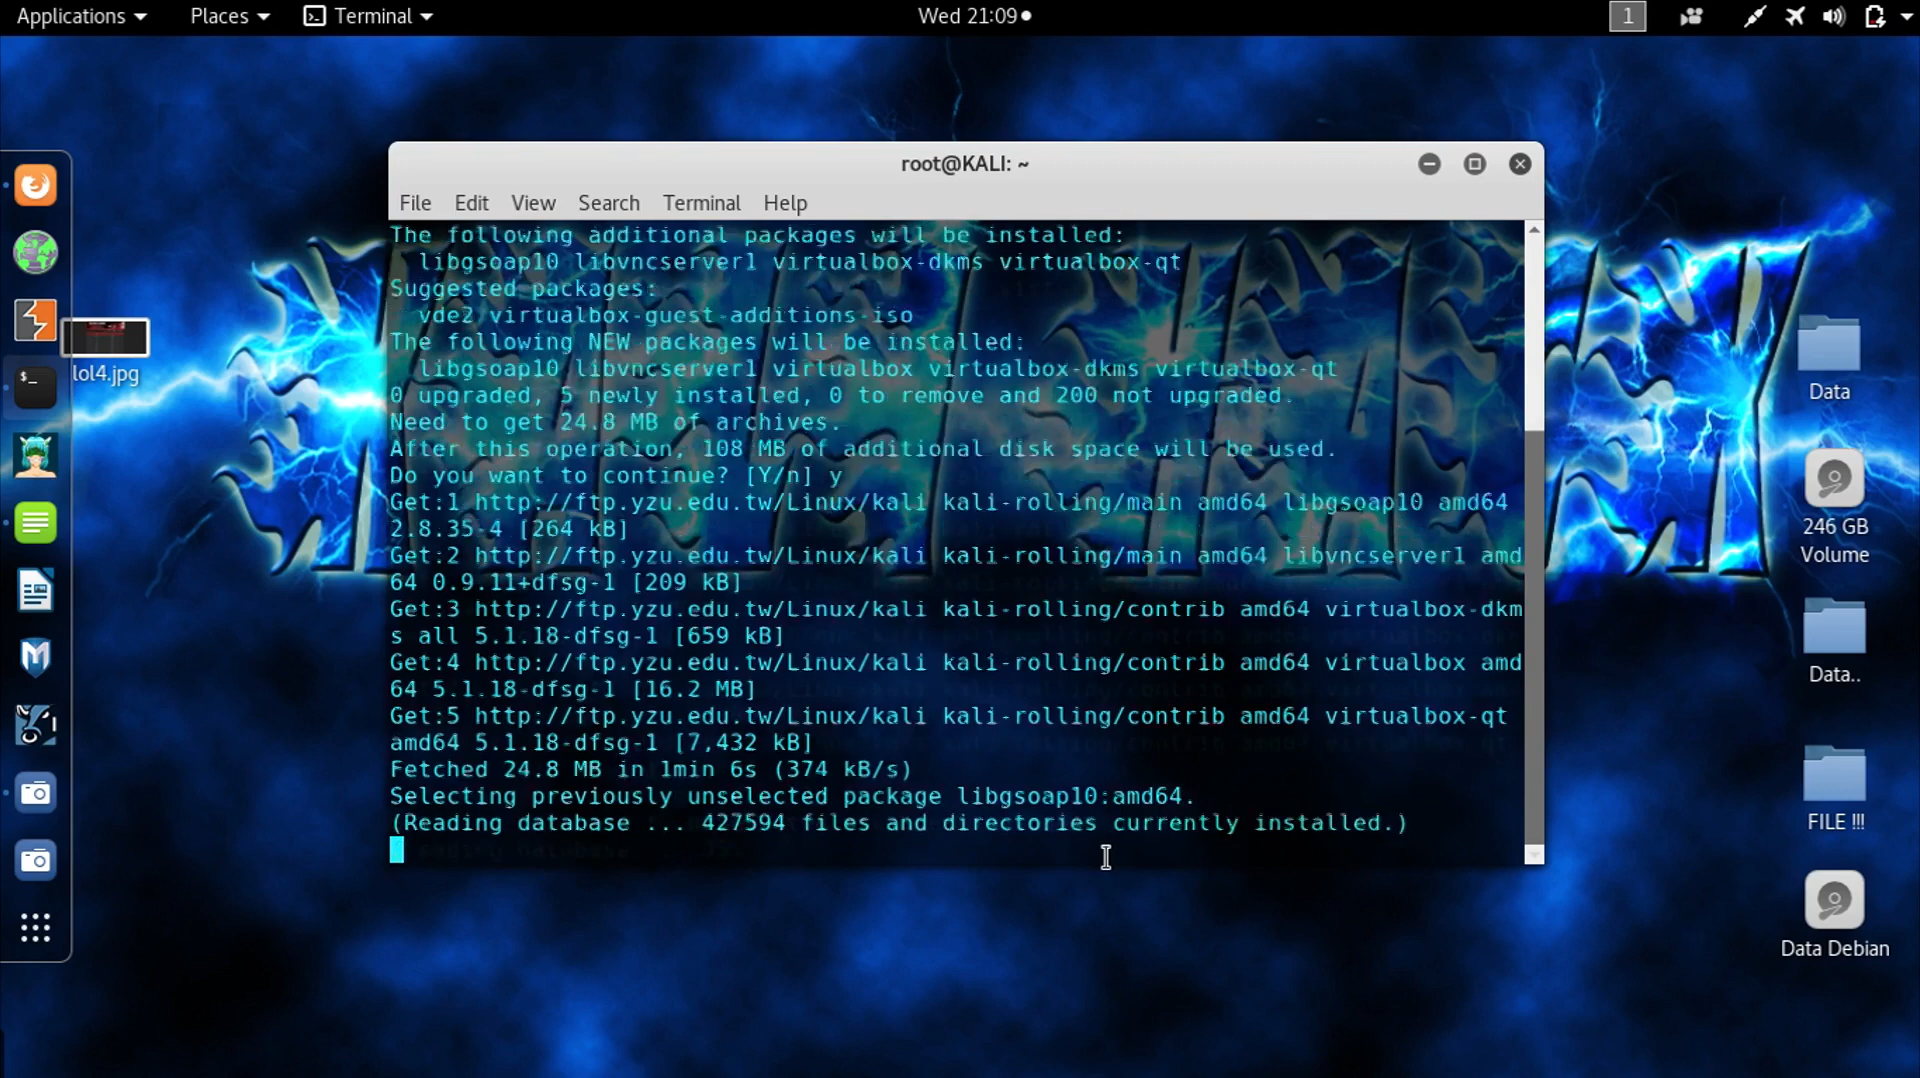 Applications Places Terminal Wed 21:09 1
root@KALI: ~
File Edit View Search Terminal Help
The following additional packages will be installed:
libgsoap10 libvncserver1 virtualbox-dkms virtualbox-qt
Suggested packages:
vde2 virtualbox-guest-additions-iso
The following NEW packages will be installed:
libgsoap10 libvncserver1 virtualbox virtualbox-dkms virtualbox-qt
0 upgraded, 5 newly installed, 0 to remove and 200 not upgraded.
Need to get 24.8 MB of archives.
After this operation, 108 MB of additional disk space will be used.
Do you want to continue? [Y/n] y
Get:1 http://ftp.yzu.edu.tw/Linux/kali kali-rolling/main amd64 libgsoap10 amd64
2.8.35-4 [264 kB]
Get:2 http://ftp.yzu.edu.tw/Linux/kali kali-rolling/main amd64 libvncserver1 amd
64 0.9.11+dfsg-1 [209 kB]
Get:3 http://ftp.yzu.edu.tw/Linux/kali kali-rolling/contrib amd64 virtualbox-dkm
s all 5.1.18-dfsg-1 [659 kB]
Get:4 http://ftp.yzu.edu.tw/Linux/kali kali-rolling/contrib amd64 virtualbox amd
64 5.1.18-dfsg-1 [16.2 MB]
Get:5 http://ftp.yzu.edu.tw/Linux/kali kali-rolling/contrib amd64 virtualbox-qt
amd64 5.1.18-dfsg-1 [7,432 kB]
Fetched 24.8 MB in 1min 6s (374 kB/s)
Selecting previously unselected package libgsoap10:amd64.
(Reading database ... 427594 files and directories currently installed.)
lol4.jpg
Data
246 GB
Volume
Data..
FILE !!!
Data Debian